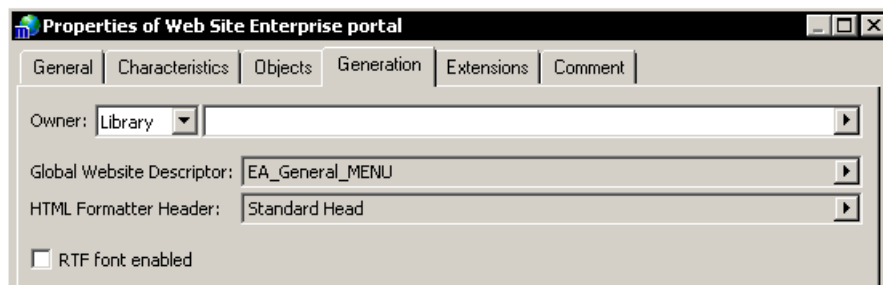 Properties of Web Site Enterprise portal
General Characteristics Objects Generation Extensions Comment
Owner: Library
Global Website Descriptor: EA_General_MENU
HTML Formatter Header: Standard Head
RTF font enabled